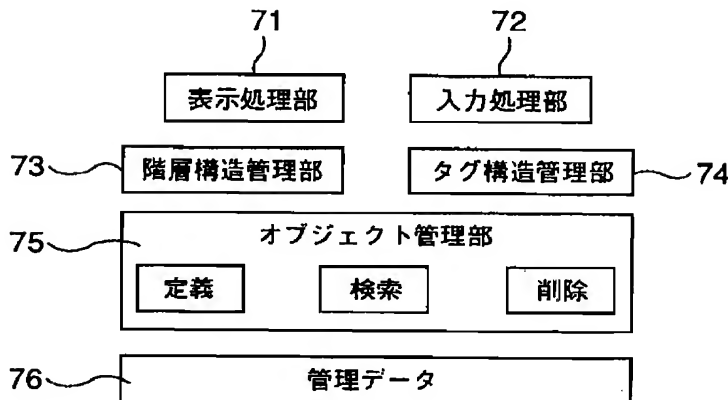 71 72
表示処理部 入力処理部
73 階層構造管理部 タグ構造管理部 74
75 オブジェクト管理部
定義 検索 削除
76 管理データ